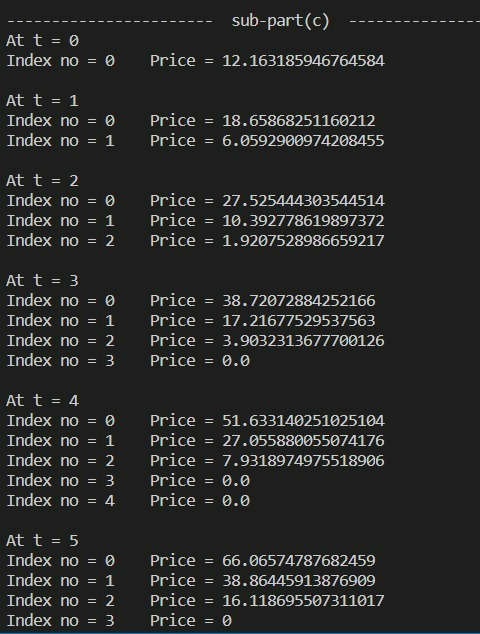 ----------------------- sub-part(c) ---------------
At t = 0
Index no = 0 Price = 12.163185946764584
At t = 1
Index no = 0 Price = 18.65868251160212
Index no = 1 Price = 6.0592900974208455
At t = 2
Index no = 0 Price = 27.525444303544514
Index no = 1 Price = 10.392778619897372
Index no = 2 Price = 1.9207528986659217
At t = 3
Index no = 0 Price = 38.72072884252166
Index no = 1 Price = 17.21677529537563
Index no = 2 Price = 3.9032313677700126
Index no = 3 Price = 0.0
At t = 4
Index no = 0 Price = 51.633140251025104
Index no = 1 Price = 27.055880055074176
Index no = 2 Price = 7.9318974975518906
Index no = 3 Price = 0.0
Index no = 4 Price = 0.0
At t = 5
Index no = 0 Price = 66.06574787682459
Index no = 1 Price = 38.86445913876909
Index no = 2 Price = 16.118695507311017
Index no = 3 Price = 0